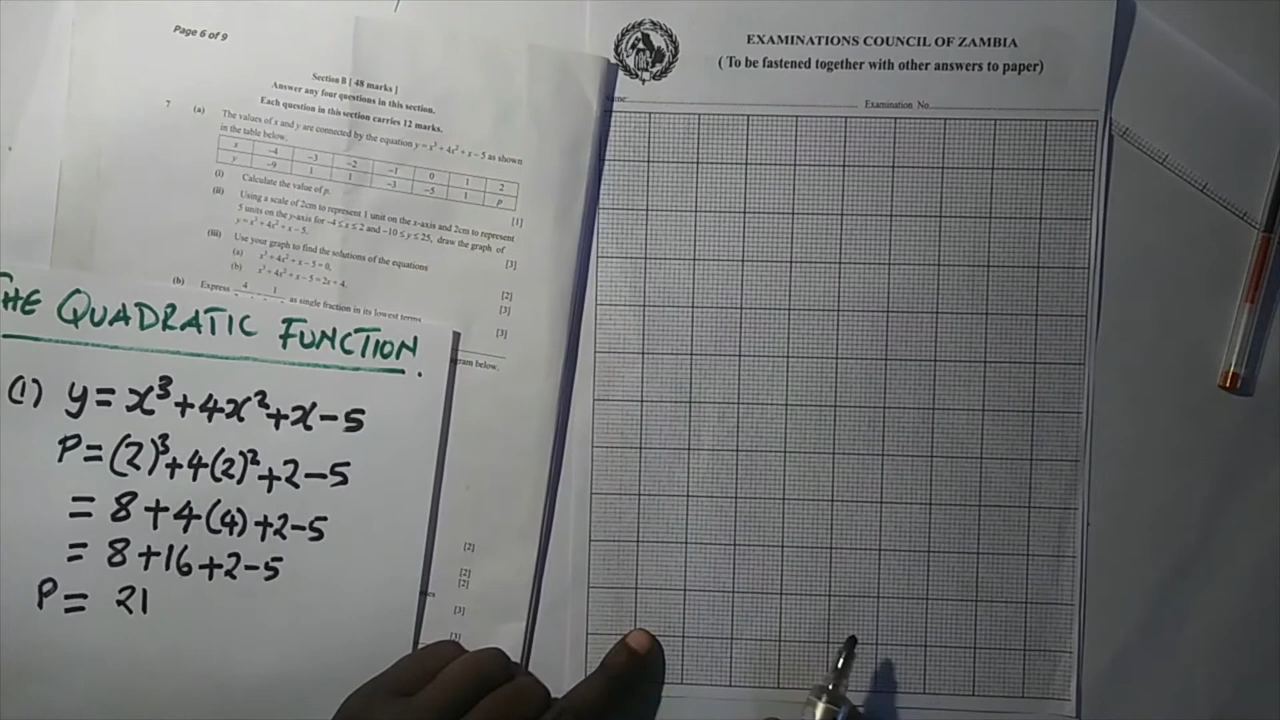 Page 6 of 9
Section B [ 48 marks ]
Answer any four questions in this section.
Each question in this section carries 12 marks.
7 (a) The values of x and y are connected by the equation y = x³ + 4x² + x − 5 as shown
in the table below.
x −4 −3 −2 −1 0 1 2
y −9 1 1 −3 −5 1 p
(i) Calculate the value of p. [1]
(ii) Using a scale of 2cm to represent 1 unit on the x-axis and 2cm to represent
5 units on the y-axis for −4 ≤ x ≤ 2 and −10 ≤ y ≤ 25, draw the graph of
y = x³ + 4x² + x − 5. [3]
(iii) Use your graph to find the solutions of the equations
(a) x³ + 4x² + x − 5 = 0, [2]
(b) x³ + 4x² + x − 5 = 2x + 4. [3]
(b) Express 4 1 as single fraction in its lowest terms [3]
below.
[2]
[2]
[2]
[3]
[3]
THE QUADRATIC FUNCTION.
(1) y = x³ + 4x² + x − 5
P = (2)³ + 4(2)² + 2 − 5
= 8 + 4(4) + 2 − 5
= 8 + 16 + 2 − 5
P = 21
EXAMINATIONS COUNCIL OF ZAMBIA
( To be fastened together with other answers to paper)
Name: Examination No.